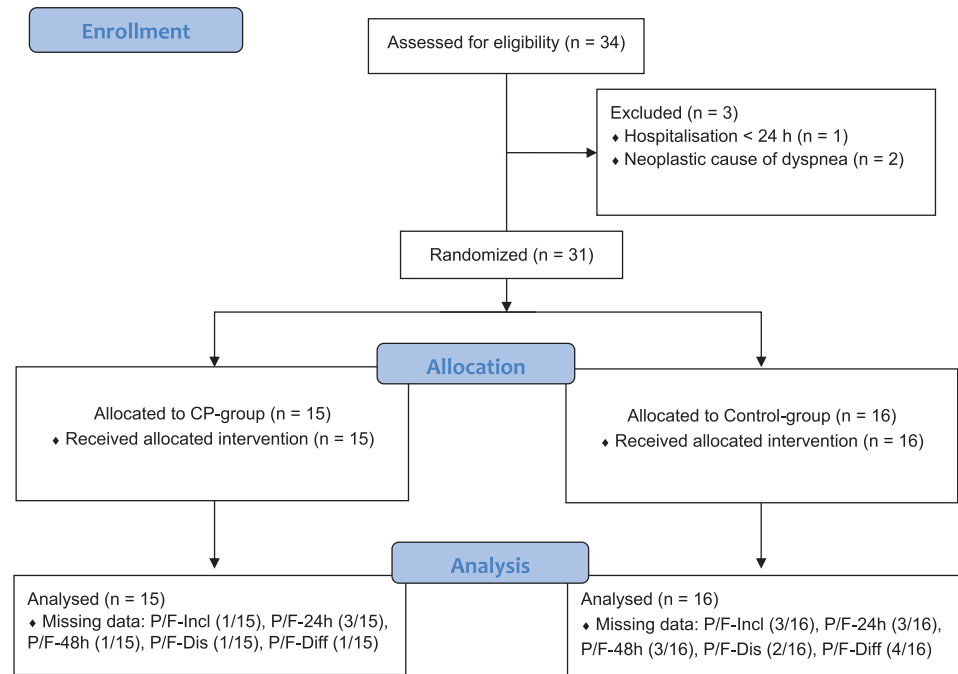 Enrollment
Assessed for eligibility (n = 34)
Excluded (n = 3)
♦ Hospitalisation < 24 h (n = 1)
♦ Neoplastic cause of dyspnea (n = 2)
Randomized (n = 31)
Allocation
Allocated to CP-group (n = 15)
♦ Received allocated intervention (n = 15)
Allocated to Control-group (n = 16)
♦ Received allocated intervention (n = 16)
Analysis
Analysed (n = 15)
♦ Missing data: P/F-Incl (1/15), P/F-24h (3/15),
P/F-48h (1/15), P/F-Dis (1/15), P/F-Diff (1/15)
Analysed (n = 16)
♦ Missing data: P/F-Incl (3/16), P/F-24h (3/16),
P/F-48h (3/16), P/F-Dis (2/16), P/F-Diff (4/16)